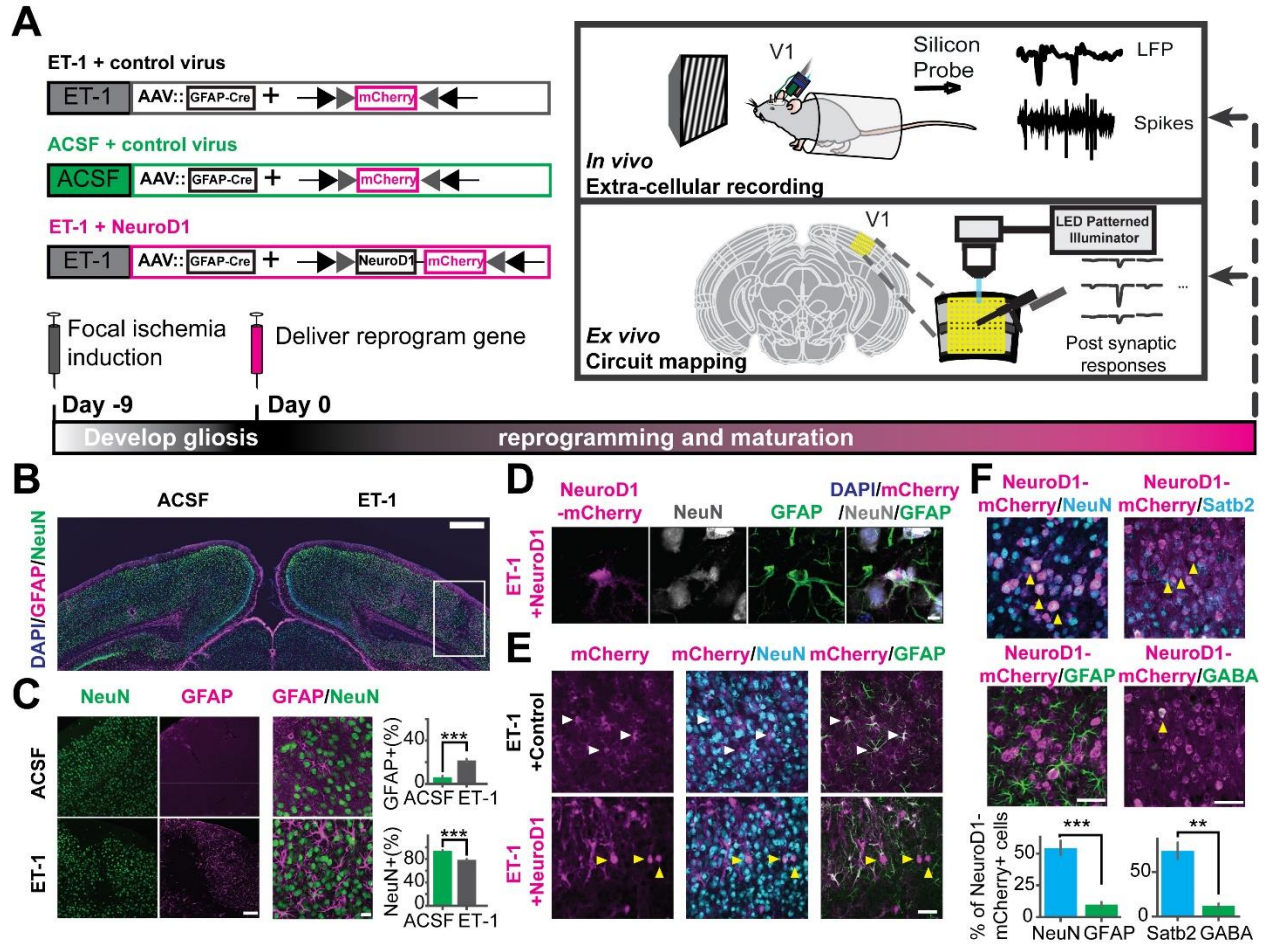 A
ET-1 + control virus
ET-1 AAV:: GFAP-Cre + mCherry
ACSF + control virus
ACSF AAV:: GFAP-Cre + mCherry
ET-1 + NeuroD1
ET-1 AAV:: GFAP-Cre + NeuroD1 mCherry
Focal ischemia
induction
Deliver reprogram gene
Day -9
Day 0
Develop gliosis
reprogramming and maturation
V1
Silicon
Probe
LFP
Spikes
In vivo
Extra-cellular recording
V1
LED Patterned
Illuminator
...
Ex vivo
Circuit mapping
Post synaptic
responses
B
ACSF
ET-1
DAPI/GFAP/NeuN
C
NeuN
GFAP
GFAP/NeuN
ACSF
ET-1
GFAP+(%)
40
0
***
ACSF ET-1
NeuN+(%)
80
40
0
***
ACSF ET-1
D
NeuroD1
-mCherry
NeuN
GFAP
DAPI/mCherry
/NeuN/GFAP
ET-1
+NeuroD1
E
mCherry
mCherry/NeuN
mCherry/GFAP
ET-1
+Control
ET-1
+NeuroD1
F
NeuroD1-
mCherry/NeuN
NeuroD1-
mCherry/Satb2
NeuroD1-
mCherry/GFAP
NeuroD1-
mCherry/GABA
% of NeuroD1-
mCherry+ cells
50
25
0
***
NeuN GFAP
50
0
**
Satb2 GABA